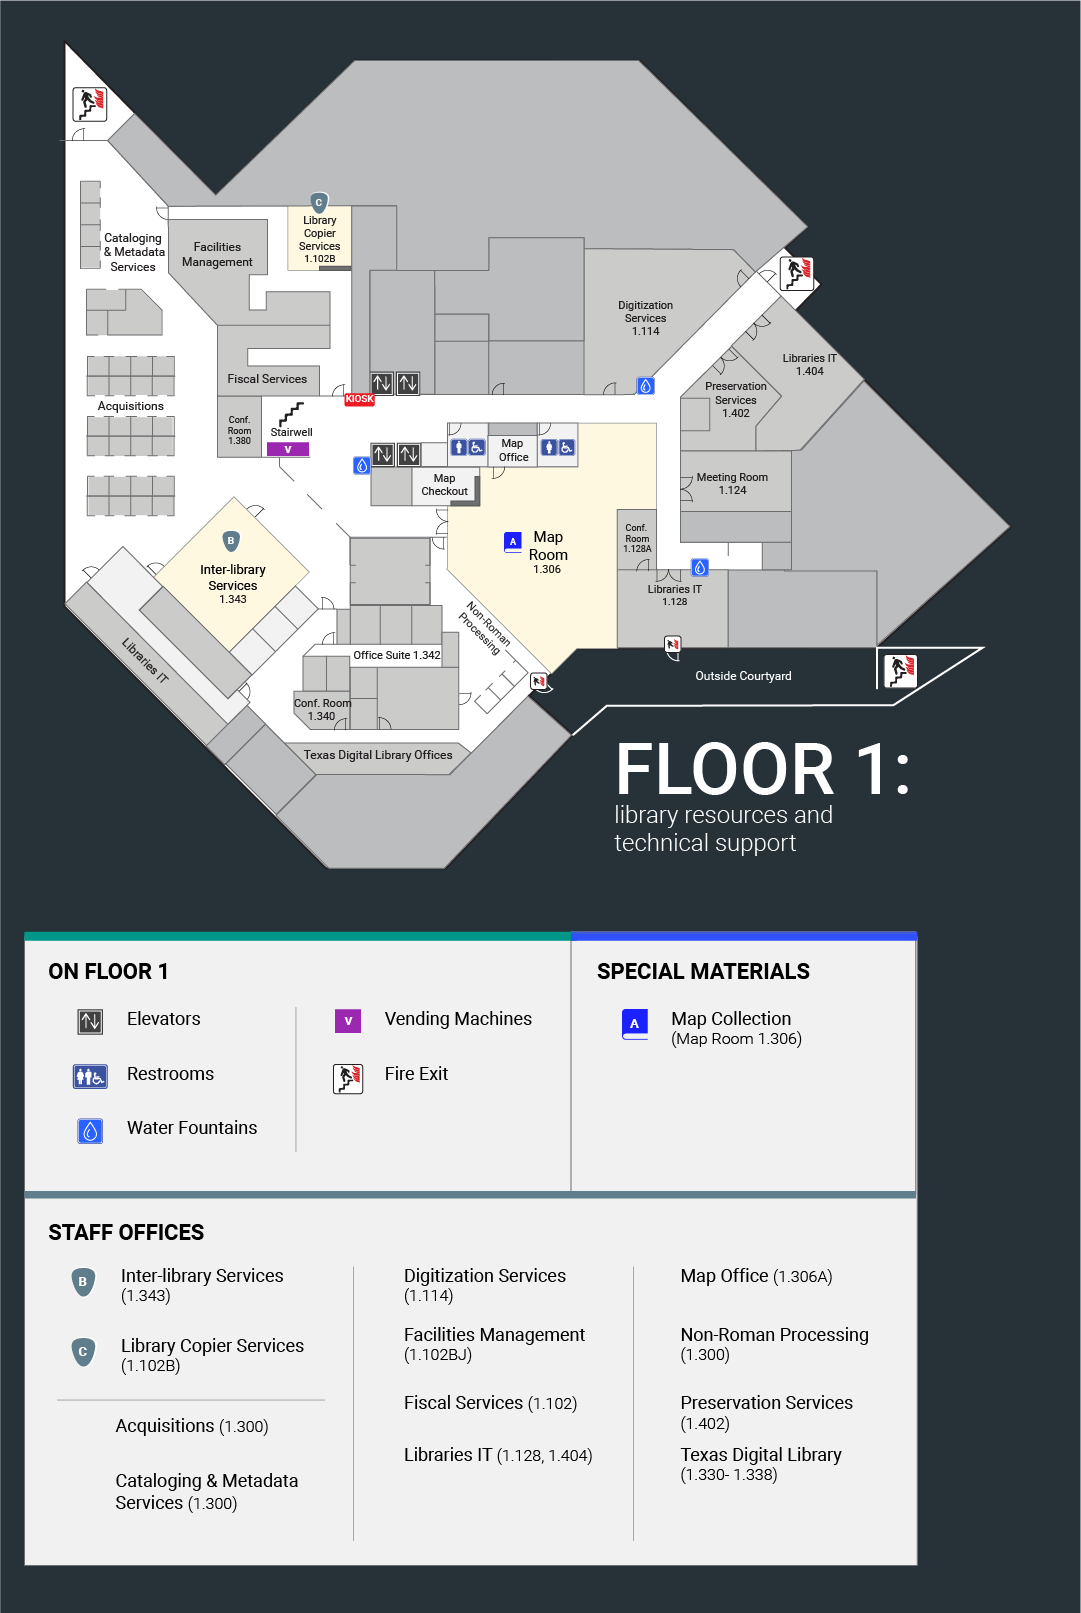 C
Library
Copier
Services
1.102B
Cataloging
& Metadata
Services
Facilities
Management
Digitization
Services
1.114
Libraries IT
1.404
Preservation
Services
1.402
Fiscal Services
KIOSK
Acquisitions
Conf.
Room
1.380
Stairwell
V
Map
Office
Map
Checkout
Meeting Room
1.124
A
Map
Room
1.306
Conf.
Room
1.128A
B
Inter-library
Services
1.343
Libraries IT
1.128
Non-Roman
Processing
Libraries IT
Office Suite 1.342
Outside Courtyard
Conf. Room
1.340
Texas Digital Library Offices
FLOOR 1:
library resources and
technical support
ON FLOOR 1
Elevators
Restrooms
Water Fountains
V
Vending Machines
Fire Exit
SPECIAL MATERIALS
A
Map Collection
(Map Room 1.306)
STAFF OFFICES
B
Inter-library Services
(1.343)
C
Library Copier Services
(1.102B)
Acquisitions (1.300)
Cataloging & Metadata
Services (1.300)
Digitization Services
(1.114)
Facilities Management
(1.102BJ)
Fiscal Services (1.102)
Libraries IT (1.128, 1.404)
Map Office (1.306A)
Non-Roman Processing
(1.300)
Preservation Services
(1.402)
Texas Digital Library
(1.330- 1.338)